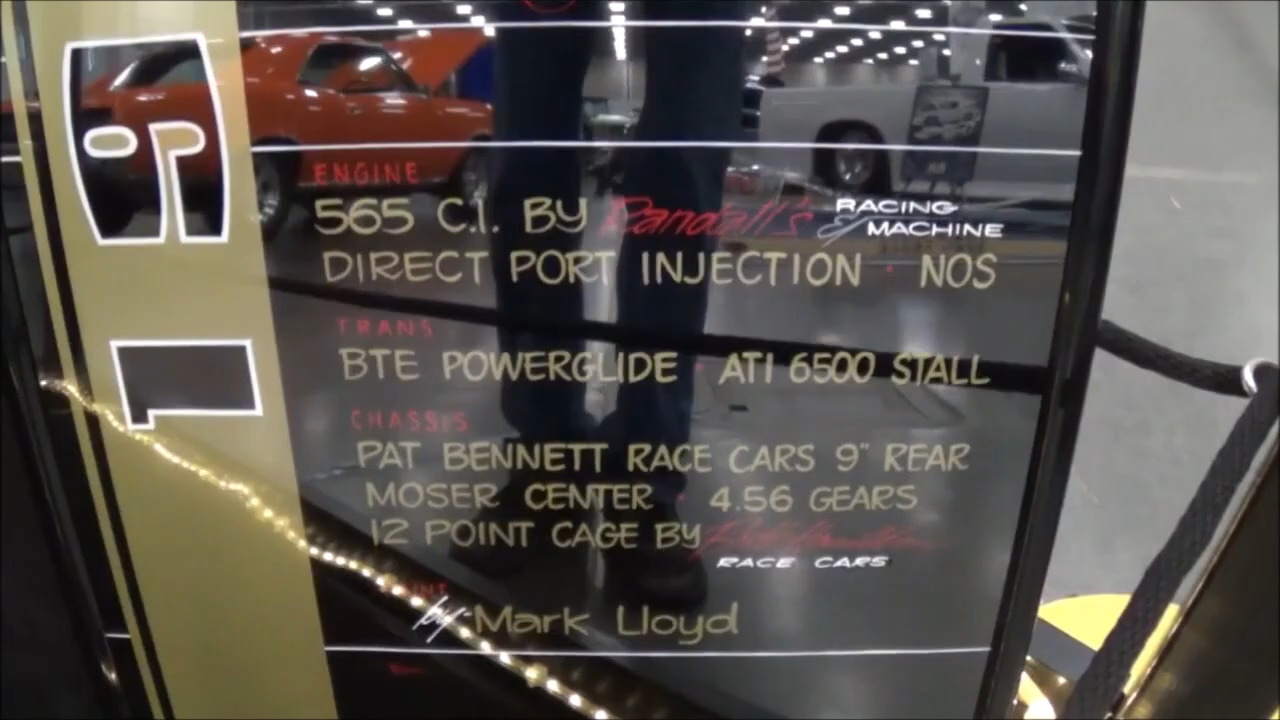 ENGINE
565 C.I. BY Randall's RACING & MACHINE
DIRECT PORT INJECTION · NOS
TRANS
BTE POWERGLIDE · ATI 6500 STALL
CHASSIS
PAT BENNETT RACE CARS 9" REAR
MOSER CENTER · 4.56 GEARS
12 POINT CAGE BY
RACE CARS
by Mark Lloyd